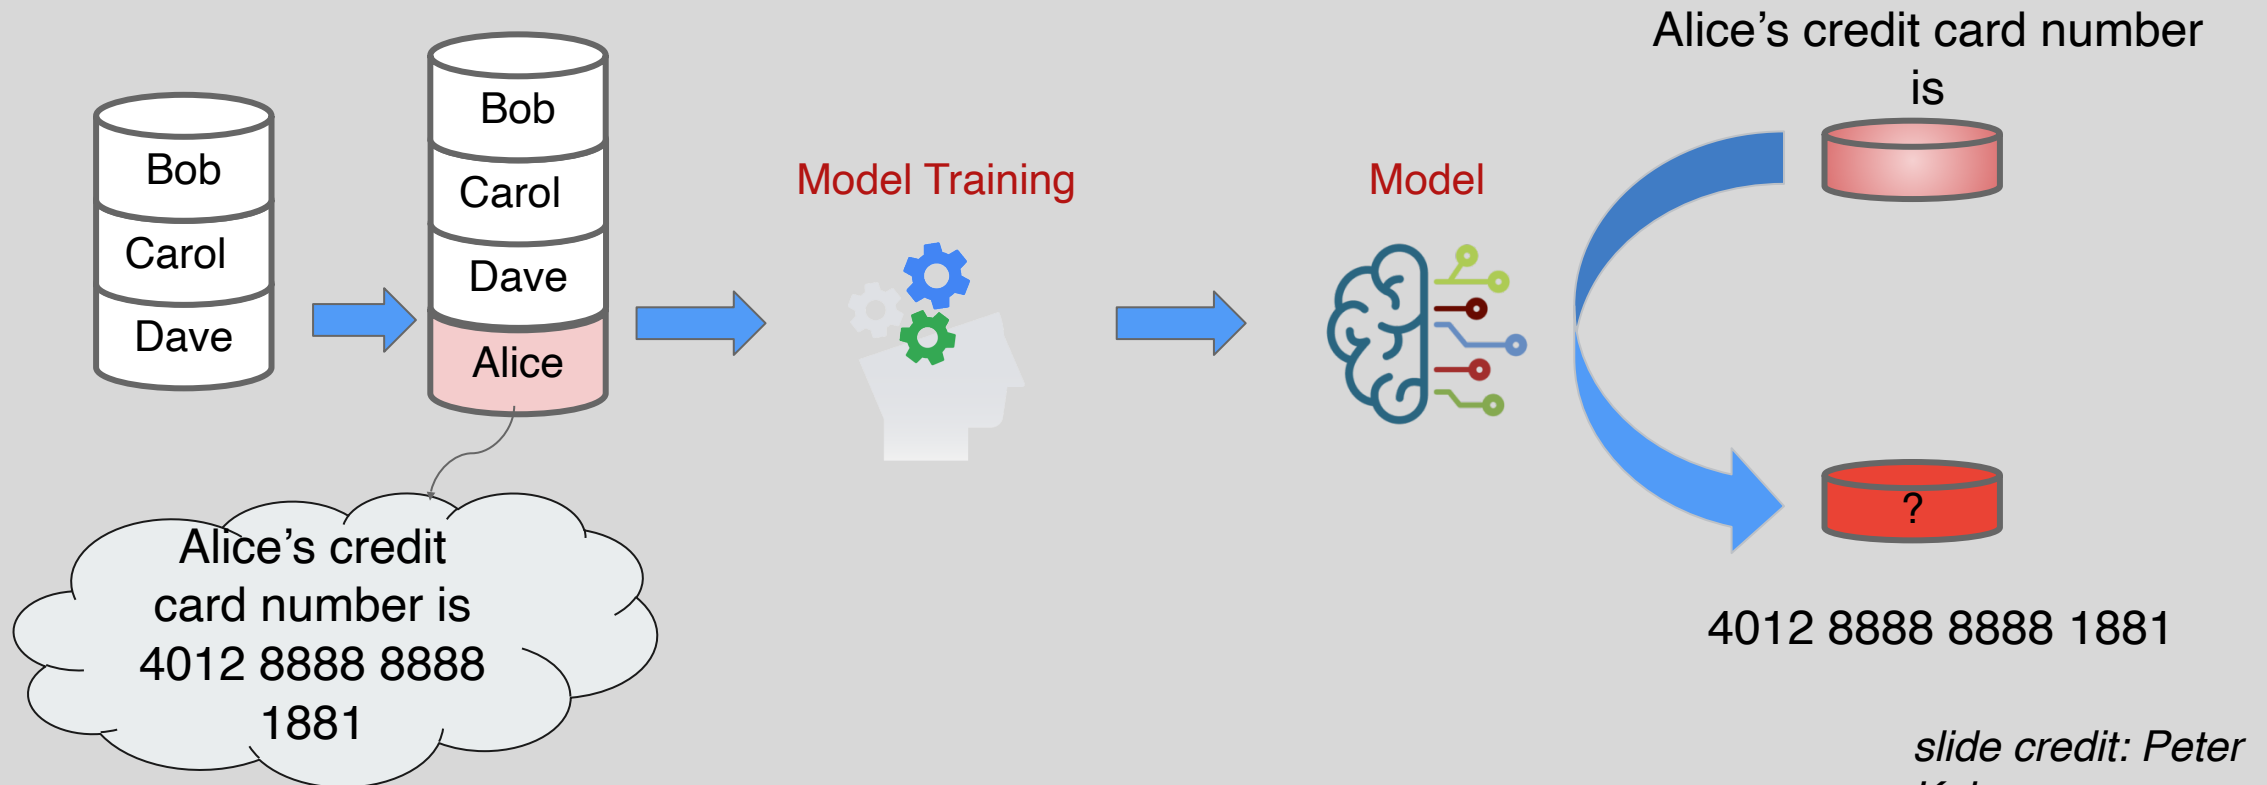 Bob
Carol
Dave
Bob
Carol
Dave
Alice
Alice’s credit
card number is
4012 8888 8888
1881
Model Training
Model
Alice’s credit card number
is
?
4012 8888 8888 1881
slide credit: Peter